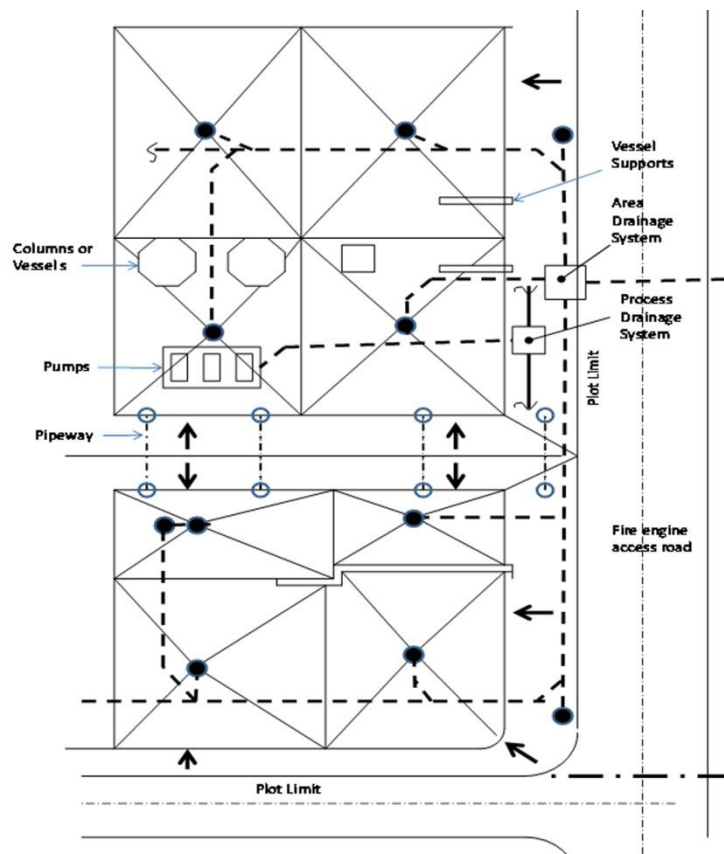 Vessel
Supports
Area
Drainage
System
Columns or
Vessels
Process
Drainage
System
Pumps
Plot Limit
Pipeway
Fire engine
access road
Plot Limit